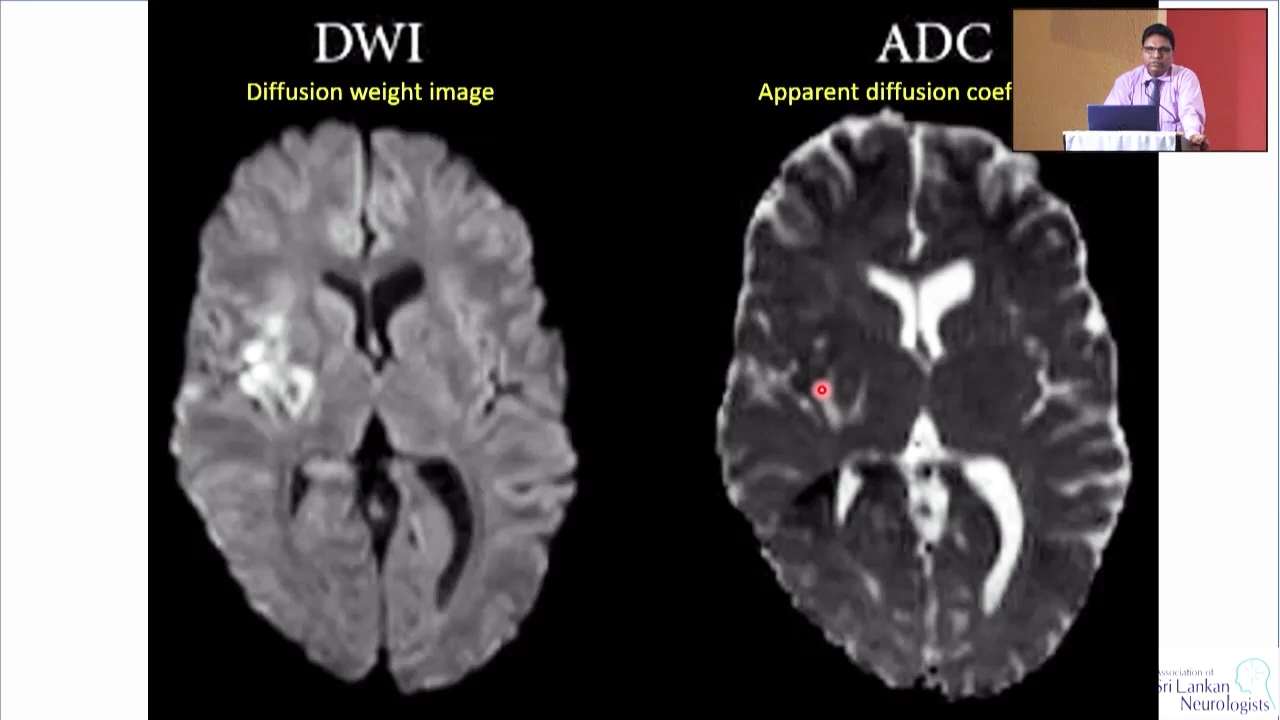 DWI
Diffusion weight image
ADC
Apparent diffusion coef
Association of
Sri Lankan
Neurologists